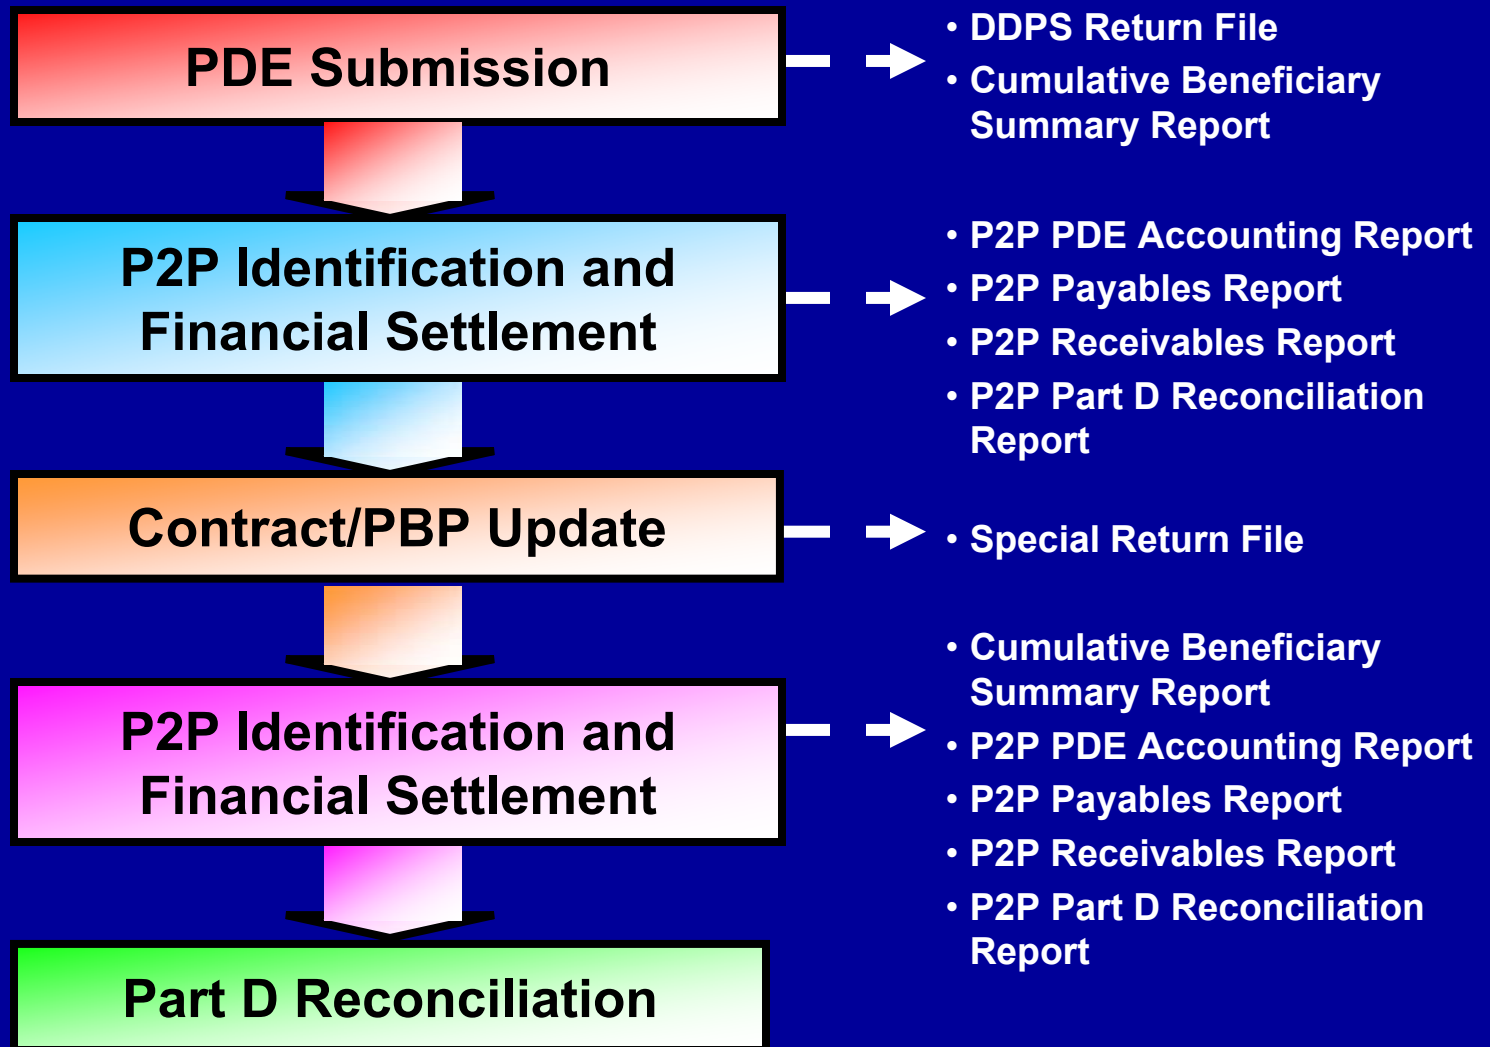 PDE Submission
• DDPS Return File
• Cumulative Beneficiary
Summary Report
P2P Identification and
Financial Settlement
• P2P PDE Accounting Report
• P2P Payables Report
• P2P Receivables Report
• P2P Part D Reconciliation
Report
Contract/PBP Update
• Special Return File
P2P Identification and
Financial Settlement
• Cumulative Beneficiary
Summary Report
• P2P PDE Accounting Report
• P2P Payables Report
• P2P Receivables Report
• P2P Part D Reconciliation
Report
Part D Reconciliation